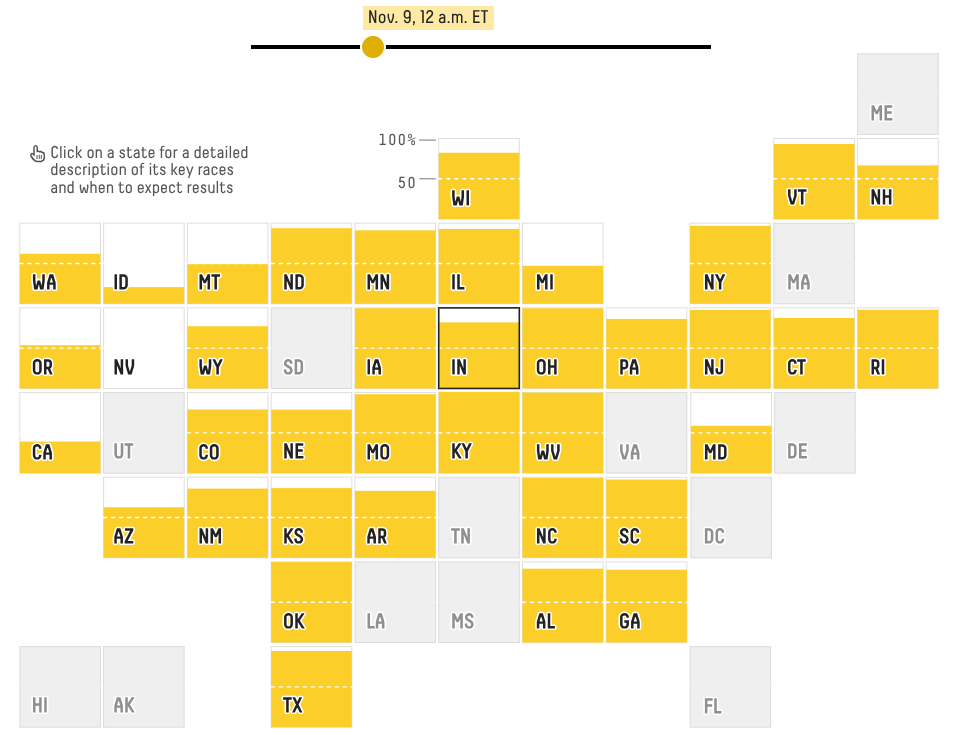 Nov. 9, 12 a.m. ET
ME
Click on a state for a detailed
description of its key races
and when to expect results
100%
50
WI
VT
NH
WA
ID
MT
ND
MN
IL
MI
NY
MA
OR
NV
WY
SD
IA
IN
OH
PA
NJ
CT
RI
CA
UT
CO
NE
MO
KY
WV
VA
MD
DE
AZ
NM
KS
AR
TN
NC
SC
DC
OK
LA
MS
AL
GA
HI
AK
TX
FL